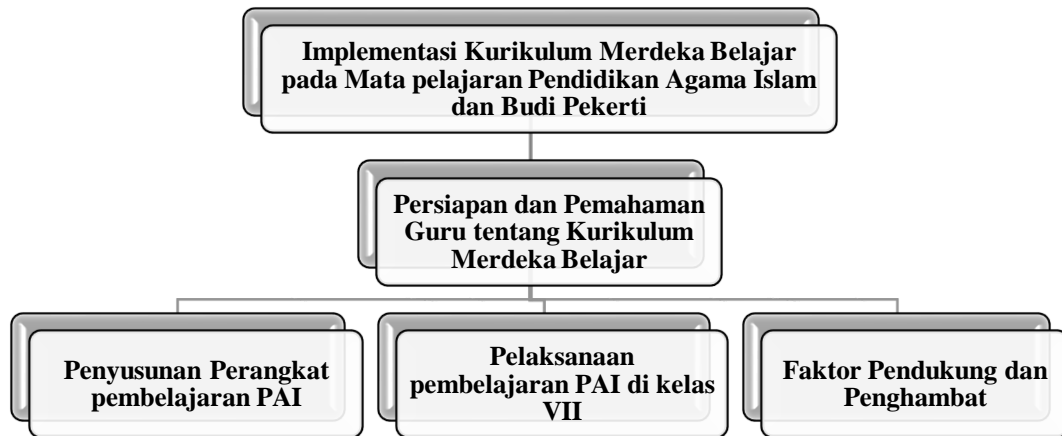 Implementasi Kurikulum Merdeka Belajar
pada Mata pelajaran Pendidikan Agama Islam
dan Budi Pekerti
Persiapan dan Pemahaman
Guru tentang Kurikulum
Merdeka Belajar
Penyusunan Perangkat
pembelajaran PAI
Pelaksanaan
pembelajaran PAI di kelas
VII
Faktor Pendukung dan
Penghambat